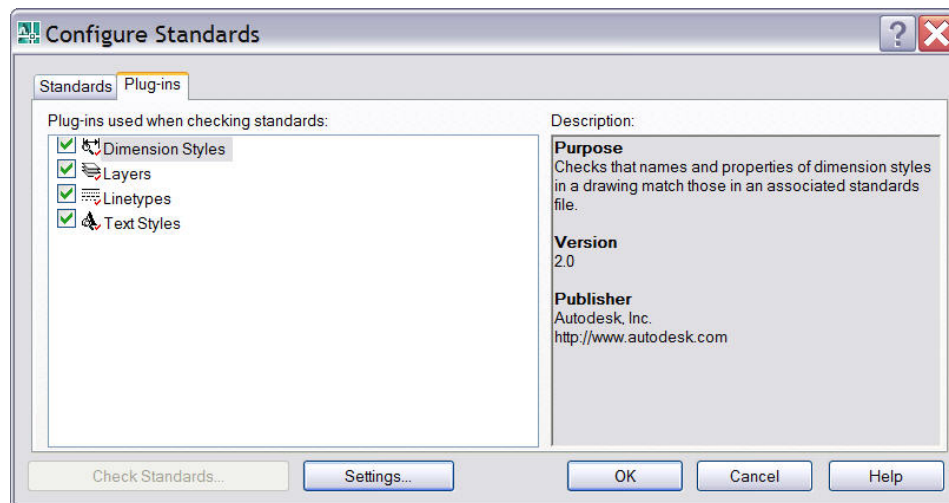 Configure Standards
?
Standards
Plug-ins
Plug-ins used when checking standards:
Dimension Styles
Layers
Linetypes
Text Styles
Description:
Purpose
Checks that names and properties of dimension styles
in a drawing match those in an associated standards
file.
Version
2.0
Publisher
Autodesk, Inc.
http://www.autodesk.com
Check Standards...
Settings...
OK
Cancel
Help